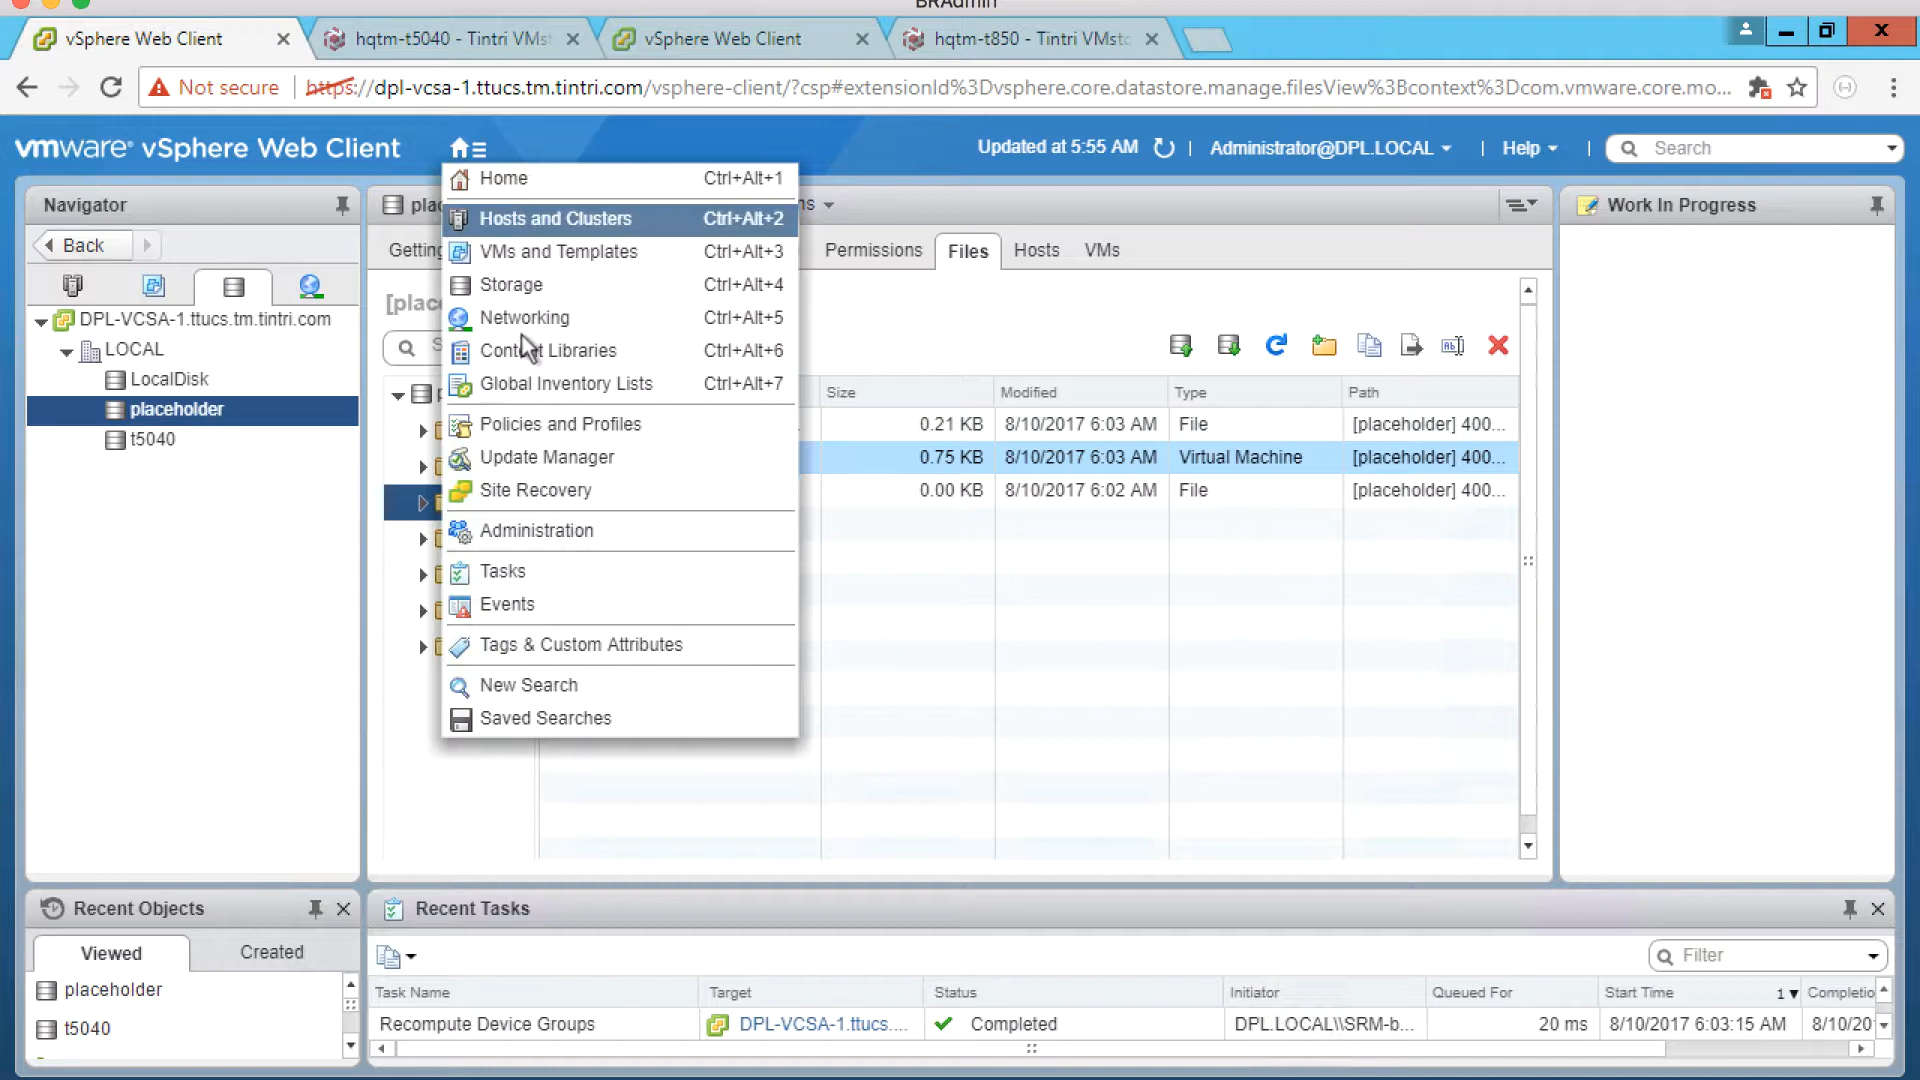 BRAdmin
vSphere Web Client
hqtm-t5040 - Tintri VMst
vSphere Web Client
hqtm-t850 - Tintri VMstc
Not secure
https://dpl-vcsa-1.ttucs.tm.tintri.com/vsphere-client/?csp#extensionId%3Dvsphere.core.datastore.manage.filesView%3Bcontext%3Dcom.vmware.core.mo...
vmware® vSphere Web Client
Updated at 5:55 AM
Administrator@DPL.LOCAL
Help
Search
Navigator
Back
DPL-VCSA-1.ttucs.tm.tintri.com
LOCAL
LocalDisk
placeholder
t5040
Home Ctrl+Alt+1
Hosts and Clusters Ctrl+Alt+2
VMs and Templates Ctrl+Alt+3
Storage Ctrl+Alt+4
Networking Ctrl+Alt+5
Content Libraries Ctrl+Alt+6
Global Inventory Lists Ctrl+Alt+7
Policies and Profiles
Update Manager
Site Recovery
Administration
Tasks
Events
Tags & Custom Attributes
New Search
Saved Searches
Permissions
Files
Hosts
VMs
[place
Size Modified Type Path
0.21 KB 8/10/2017 6:03 AM File [placeholder] 400...
0.75 KB 8/10/2017 6:03 AM Virtual Machine [placeholder] 400...
0.00 KB 8/10/2017 6:02 AM File [placeholder] 400...
Work In Progress
Recent Objects
Viewed
Created
placeholder
t5040
Recent Tasks
Filter
Task Name Target Status Initiator Queued For Start Time 1 Completio
Recompute Device Groups DPL-VCSA-1.ttucs.... Completed DPL.LOCAL\\SRM-b... 20 ms 8/10/2017 6:03:15 AM 8/10/20